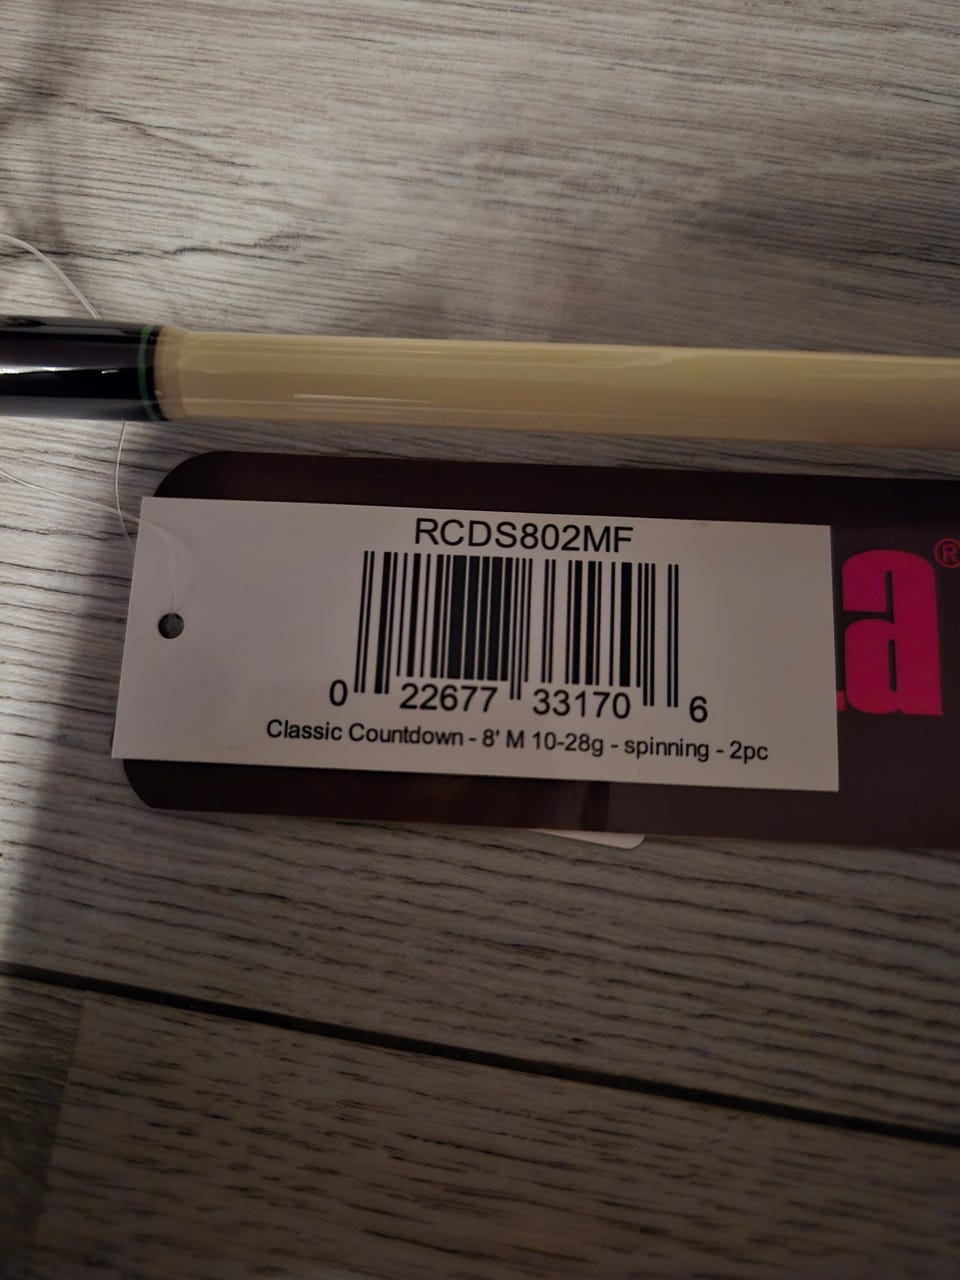 RCDS802MF
a®
0 22677 33170 6
Classic Countdown - 8' M 10-28g - spinning - 2pc